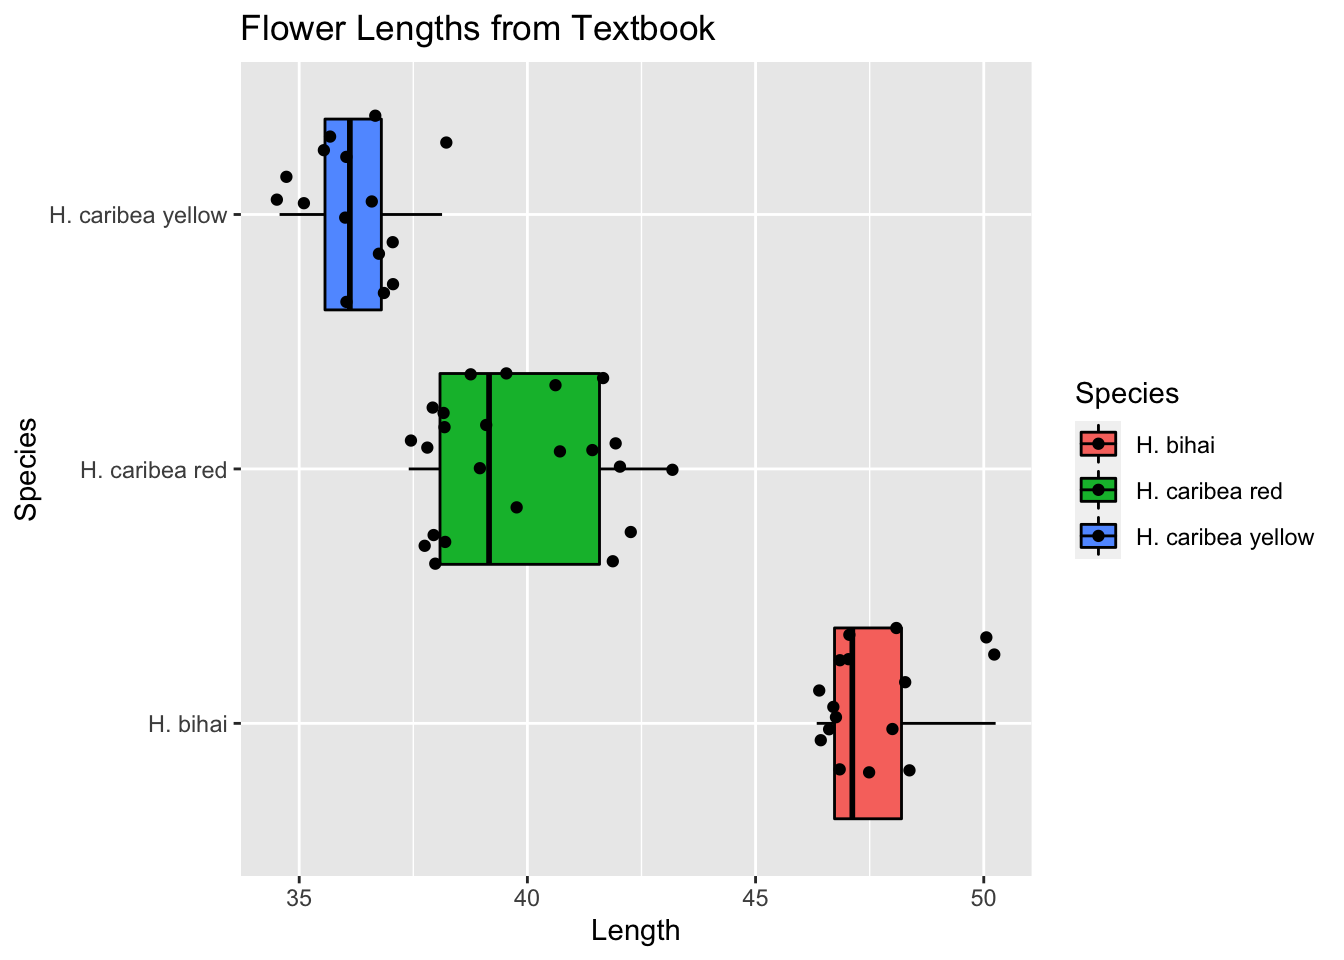 Flower Lengths from Textbook
Species
H. caribea yellow
H. caribea red
H. bihai
35 40 45 50
Length
Species
H. bihai
H. caribea red
H. caribea yellow